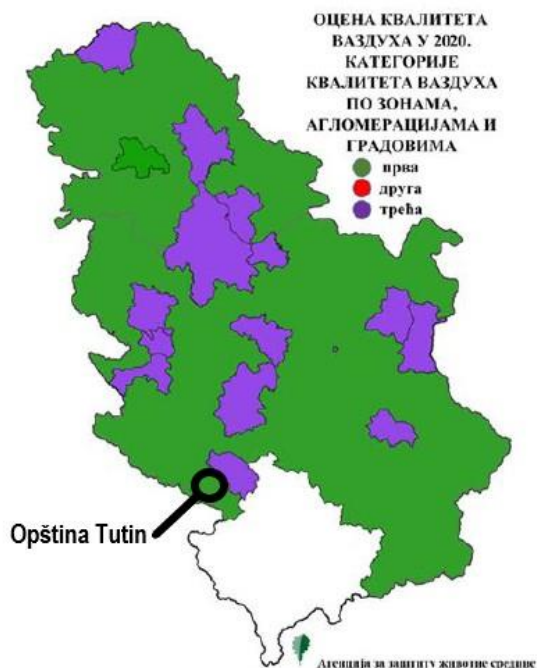 ОЦЕНА КВАЛИТЕТА
ВАЗДУХА У 2020.
КАТЕГОРИЈЕ
КВАЛИТЕТА ВАЗДУХА
ПО ЗОНАМА,
АГЛОМЕРАЦИЈАМА И
ГРАДОВИМА
прва
друга
трећа
Opština Tutin
Агенција за заштиту животне средине